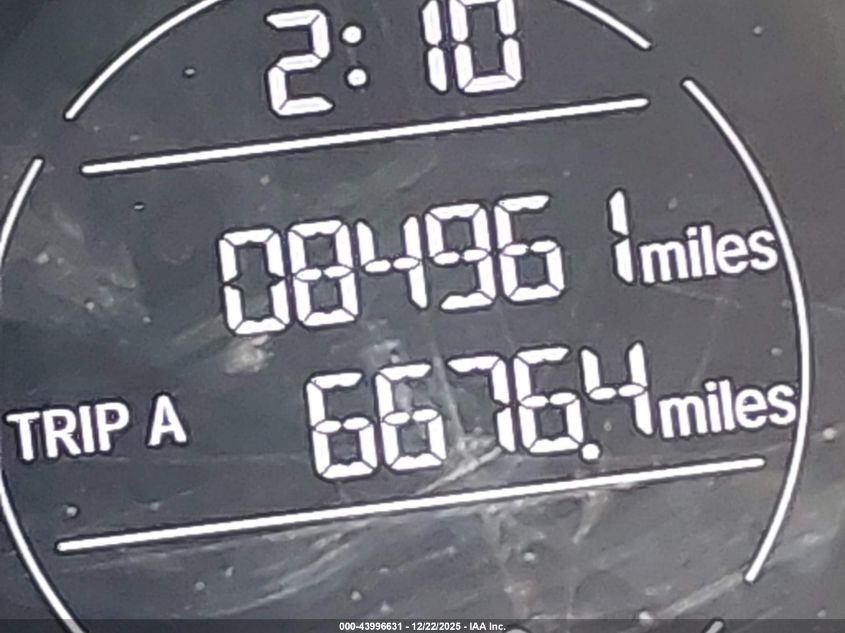 2:10
084961 miles
TRIP A 6676.4 miles
000-43996631 - 12/22/2025 - IAA Inc.